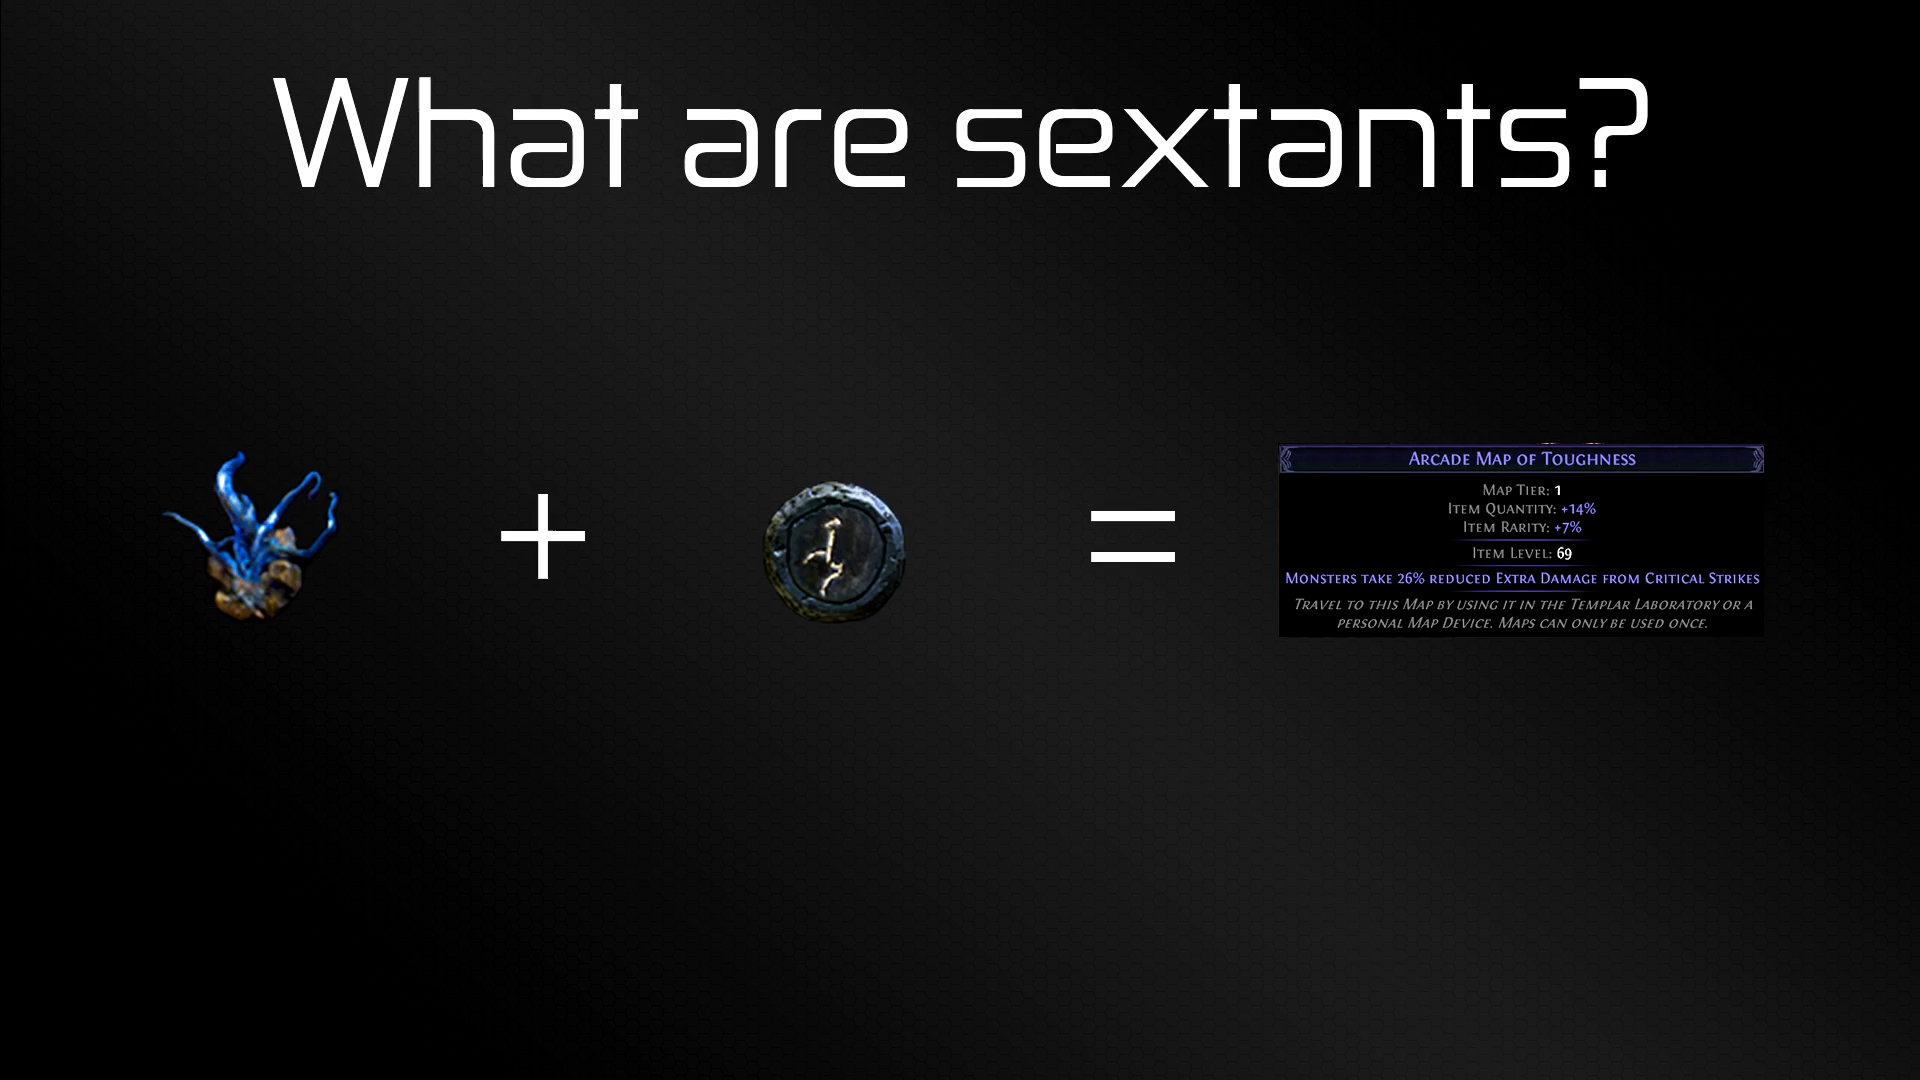 What are sextants?
+
=
Arcade Map of Toughness
Map Tier: 1
Item Quantity: +14%
Item Rarity: +7%
Item Level: 69
Monsters take 26% reduced Extra Damage from Critical Strikes
Travel to this Map by using it in the Templar Laboratory or a
personal Map Device. Maps can only be used once.